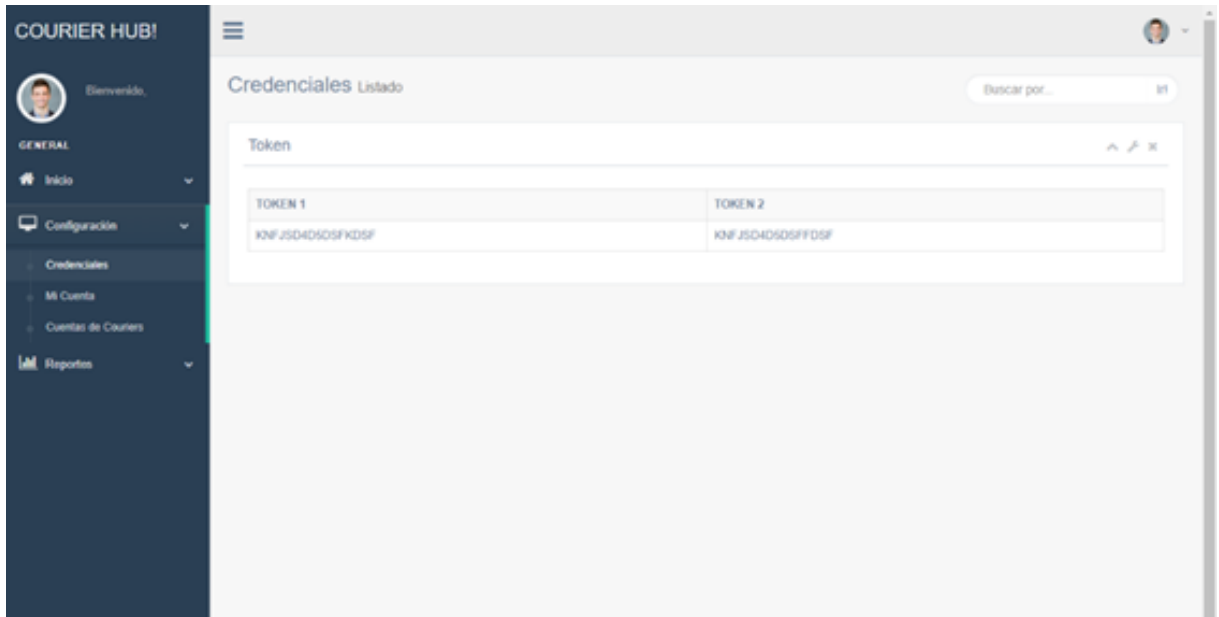 COURIER HUB!
Bienvenido,
GENERAL
Inicio
Configuración
Credenciales
Mi Cuenta
Cuentas de Couriers
Reportes
Credenciales Listado
Buscar por...
Token
TOKEN 1 TOKEN 2
KNFJSD4D5DSFKDSF KNFJSD4D5DSFFDSF